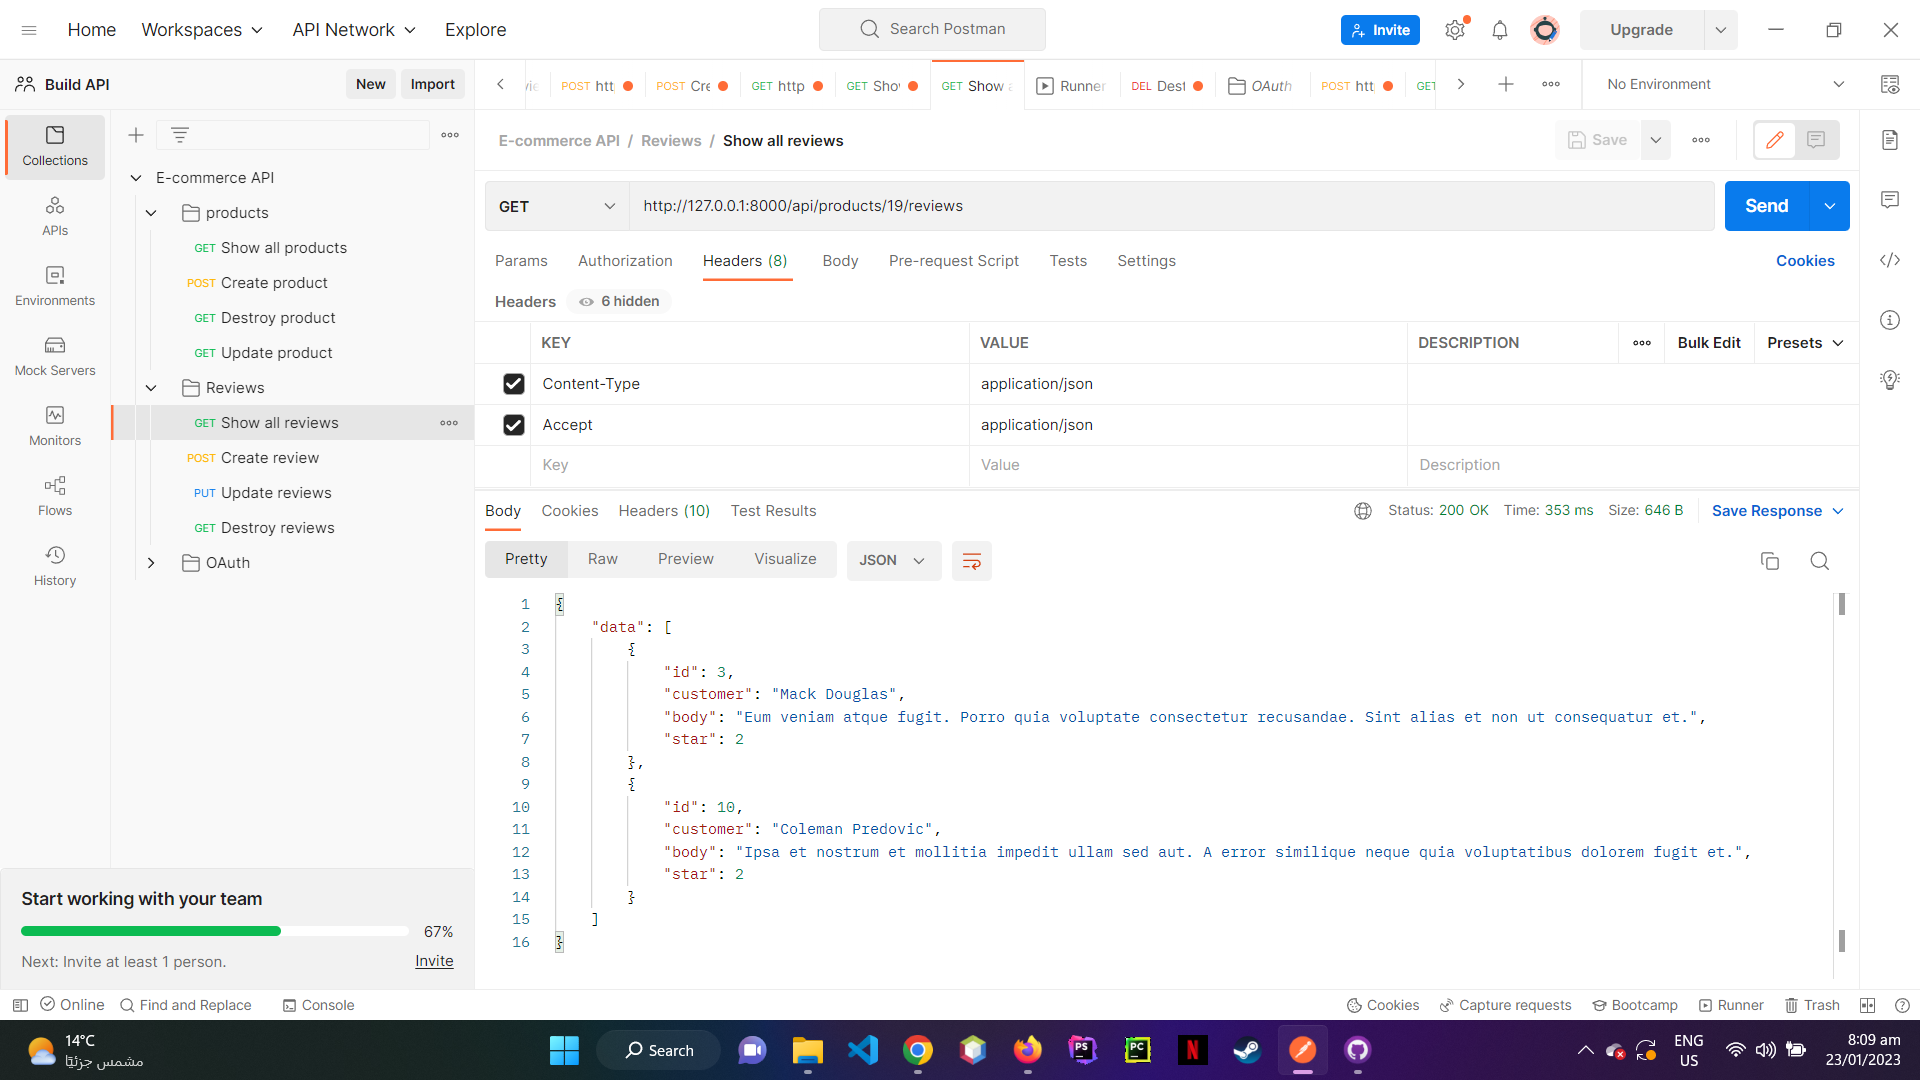 Home Workspaces API Network Explore Search Postman Invite Upgrade
Build API New Import
POST htt POST Cre GET http GET Sho GET Show a Runner DEL Dest OAuth POST htt GET No Environment
Collections
APIs
Environments
Mock Servers
Monitors
Flows
History
E-commerce API
products
GET Show all products
POST Create product
GET Destroy product
GET Update product
Reviews
GET Show all reviews
POST Create review
PUT Update reviews
GET Destroy reviews
OAuth
E-commerce API / Reviews / Show all reviews Save
GET http://127.0.0.1:8000/api/products/19/reviews Send
Params Authorization Headers (8) Body Pre-request Script Tests Settings Cookies
Headers 6 hidden
KEY VALUE DESCRIPTION Bulk Edit Presets
Content-Type application/json
Accept application/json
Key Value Description
Body Cookies Headers (10) Test Results Status: 200 OK Time: 353 ms Size: 646 B Save Response
Pretty Raw Preview Visualize JSON
1 {
2 "data": [
3 {
4 "id": 3,
5 "customer": "Mack Douglas",
6 "body": "Eum veniam atque fugit. Porro quia voluptate consectetur recusandae. Sint alias et non ut consequatur et.",
7 "star": 2
8 },
9 {
10 "id": 10,
11 "customer": "Coleman Predovic",
12 "body": "Ipsa et nostrum et mollitia impedit ullam sed aut. A error similique neque quia voluptatibus dolorem fugit et.",
13 "star": 2
14 }
15 ]
16 }
Start working with your team
67%
Next: Invite at least 1 person. Invite
Online Find and Replace Console Cookies Capture requests Bootcamp Runner Trash
14°C
مشمس جزئيًا
Search
PS
PC
N
ENG
US
8:09 am
23/01/2023